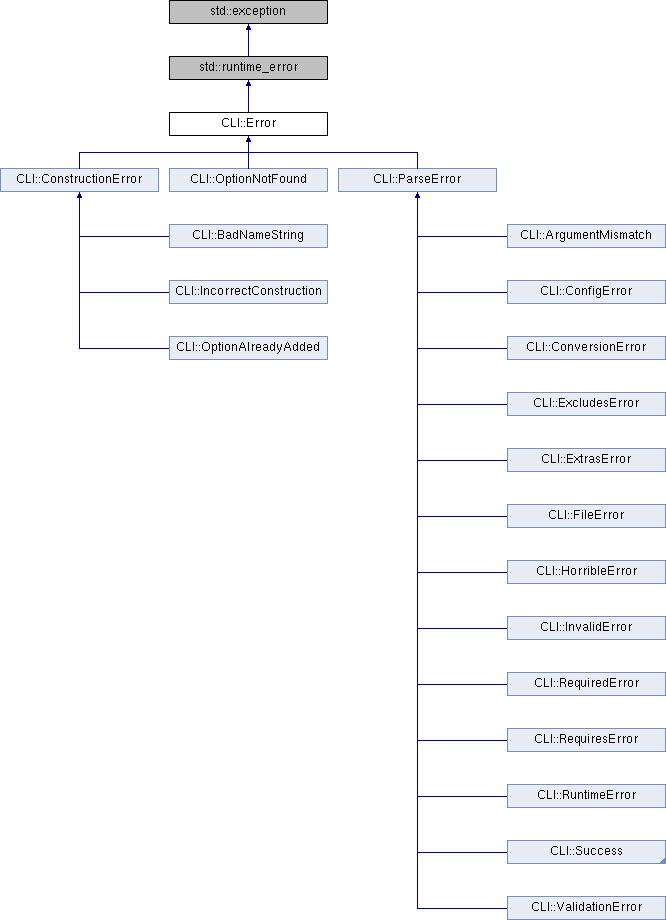 std::exception
std::runtime_error
CLI::Error
CLI::ConstructionError
CLI::OptionNotFound
CLI::ParseError
CLI::BadNameString
CLI::ArgumentMismatch
CLI::IncorrectConstruction
CLI::ConfigError
CLI::OptionAlreadyAdded
CLI::ConversionError
CLI::ExcludesError
CLI::ExtrasError
CLI::FileError
CLI::HorribleError
CLI::InvalidError
CLI::RequiredError
CLI::RequiresError
CLI::RuntimeError
CLI::Success
CLI::ValidationError